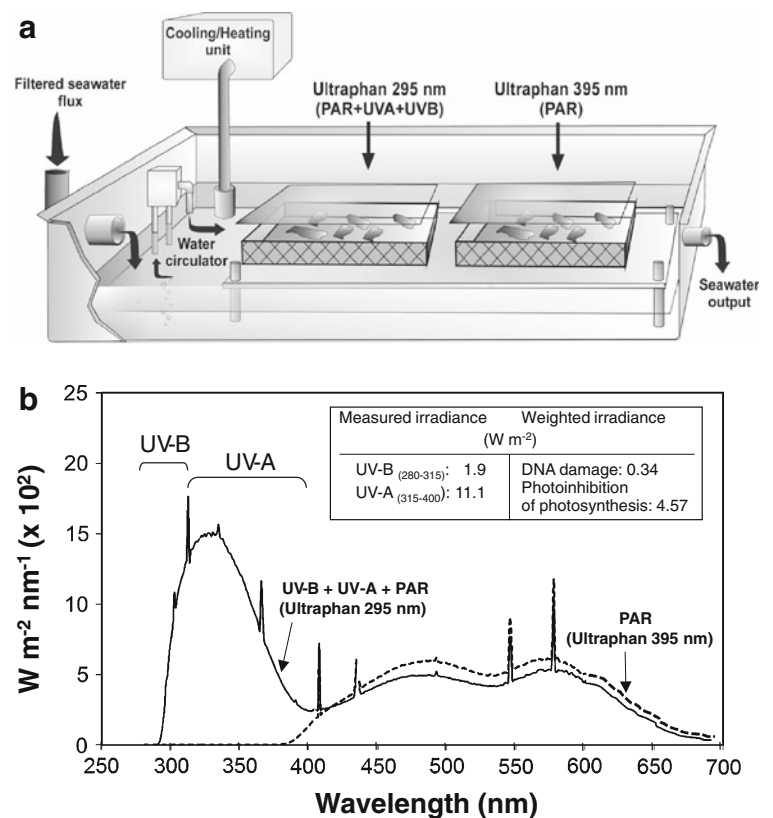 a
Cooling/Heating
unit
Filtered seawater
flux
Ultraphan 295 nm
(PAR+UVA+UVB)
Ultraphan 395 nm
(PAR)
Water
circulator
Seawater
output
b
W m-2 nm-1 (x 10²)
25
20
15
10
5
0
UV-B
UV-A
Measured irradiance Weighted irradiance
(W m-2)
UV-B (280-315): 1.9
UV-A (315-400): 11.1
DNA damage: 0.34
Photoinhibition
of photosynthesis: 4.57
UV-B + UV-A + PAR
(Ultraphan 295 nm)
PAR
(Ultraphan 395 nm)
250 300 350 400 450 500 550 600 650 700
Wavelength (nm)